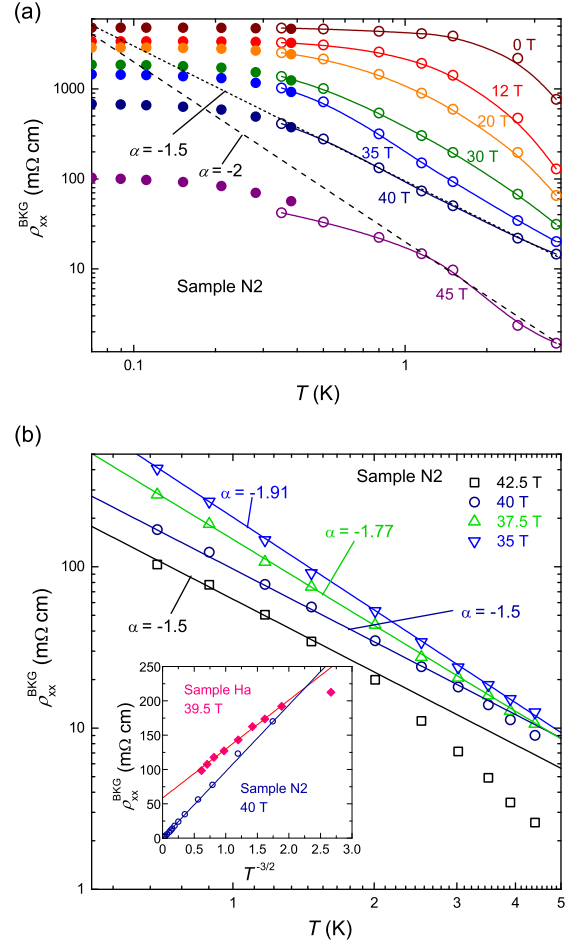 (a)
1000
100
10
ρxx^BKG (mΩ cm)
0 T
12 T
20 T
30 T
35 T
40 T
45 T
α = -1.5
α = -2
Sample N2
0.1
1
T (K)
(b)
Sample N2
42.5 T
40 T
37.5 T
35 T
α = -1.91
α = -1.77
α = -1.5
α = -1.5
100
10
1
ρxx^BKG (mΩ cm)
250
200
150
100
50
0
ρxx^BKG (mΩ cm)
Sample Ha
39.5 T
Sample N2
40 T
0 0.5 1.0 1.5 2.0 2.5 3.0
T^-3/2
1 2 3 4 5
T (K)